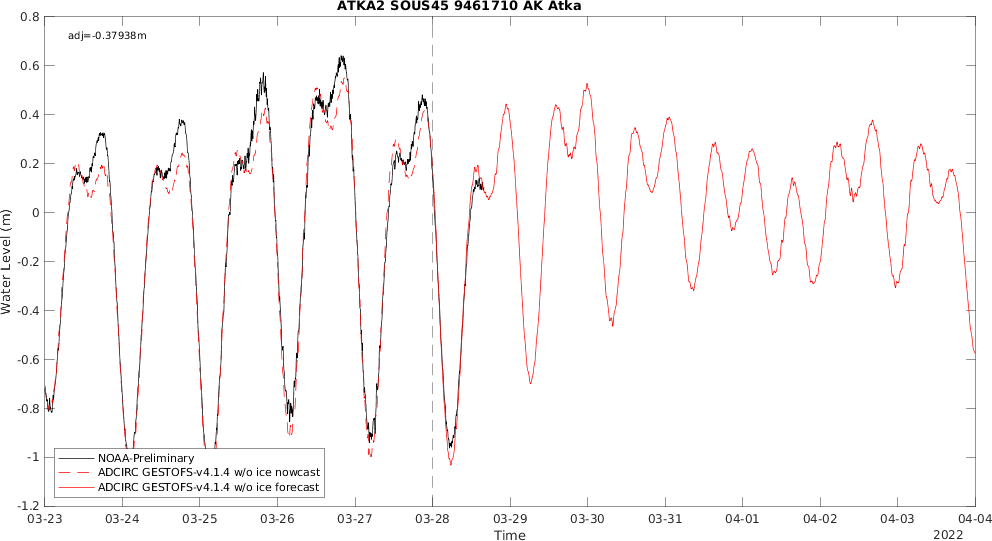 ATKA2 SOUS45 9461710 AK Atka
adj=-0.37938m
0.8
0.6
0.4
0.2
0
-0.2
-0.4
-0.6
-0.8
-1
-1.2
Water Level (m)
NOAA-Preliminary
ADCIRC GESTOFS-v4.1.4 w/o ice nowcast
ADCIRC GESTOFS-v4.1.4 w/o ice forecast
03-23 03-24 03-25 03-26 03-27 03-28 03-29 03-30 03-31 04-01 04-02 04-03 04-04
Time
2022